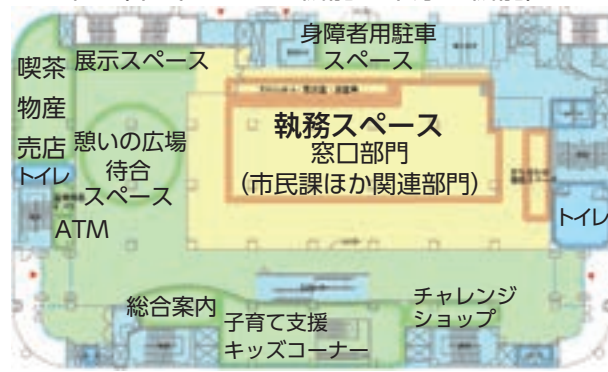 身障者用駐車
スペース
喫茶
物産
売店
展示スペース
憩いの広場
待合
スペース
執務スペース
窓口部門
（市民課ほか関連部門）
トイレ
ATM
トイレ
総合案内
子育て支援
キッズコーナー
チャレンジ
ショップ